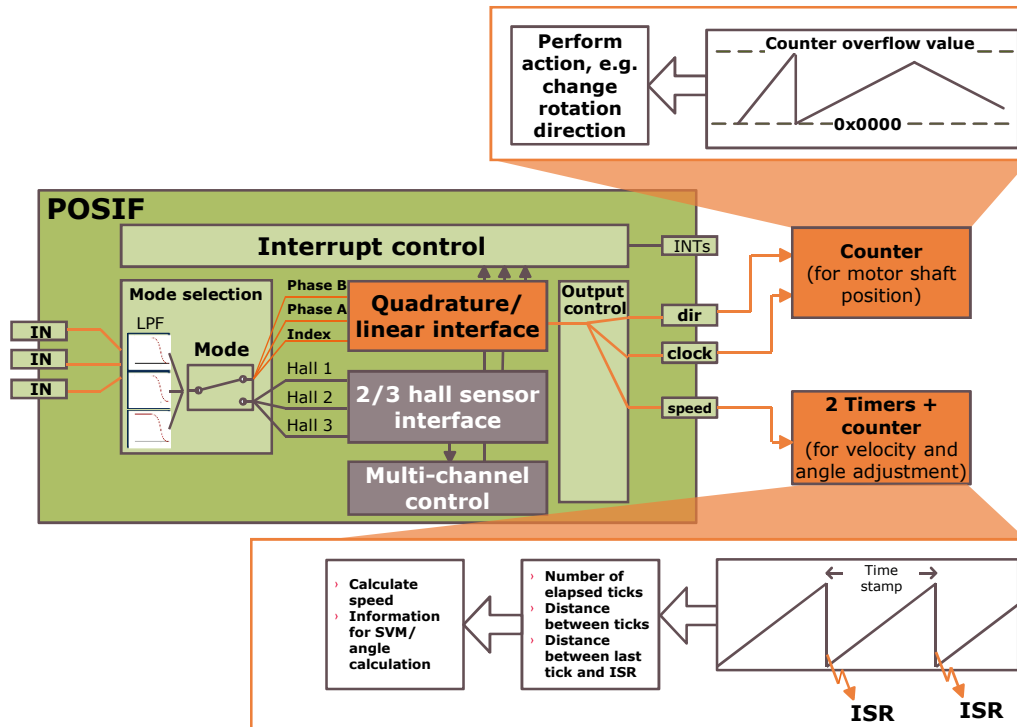 Perform
action, e.g.
change
rotation
direction
Counter overflow value
0x0000
POSIF
Interrupt control
INTs
Counter
(for motor shaft
position)
Mode selection
LPF
Mode
IN
IN
IN
Phase B
Phase A
Index
Hall 1
Hall 2
Hall 3
Quadrature/
linear interface
2/3 hall sensor
interface
Multi-channel
control
Output
control
dir
clock
speed
2 Timers +
counter
(for velocity and
angle adjustment)
› Calculate
speed
› Information
for SVM/
angle calculation
› Number of
elapsed ticks
› Distance
between ticks
› Distance
between last
tick and ISR
Time
stamp
ISR
ISR